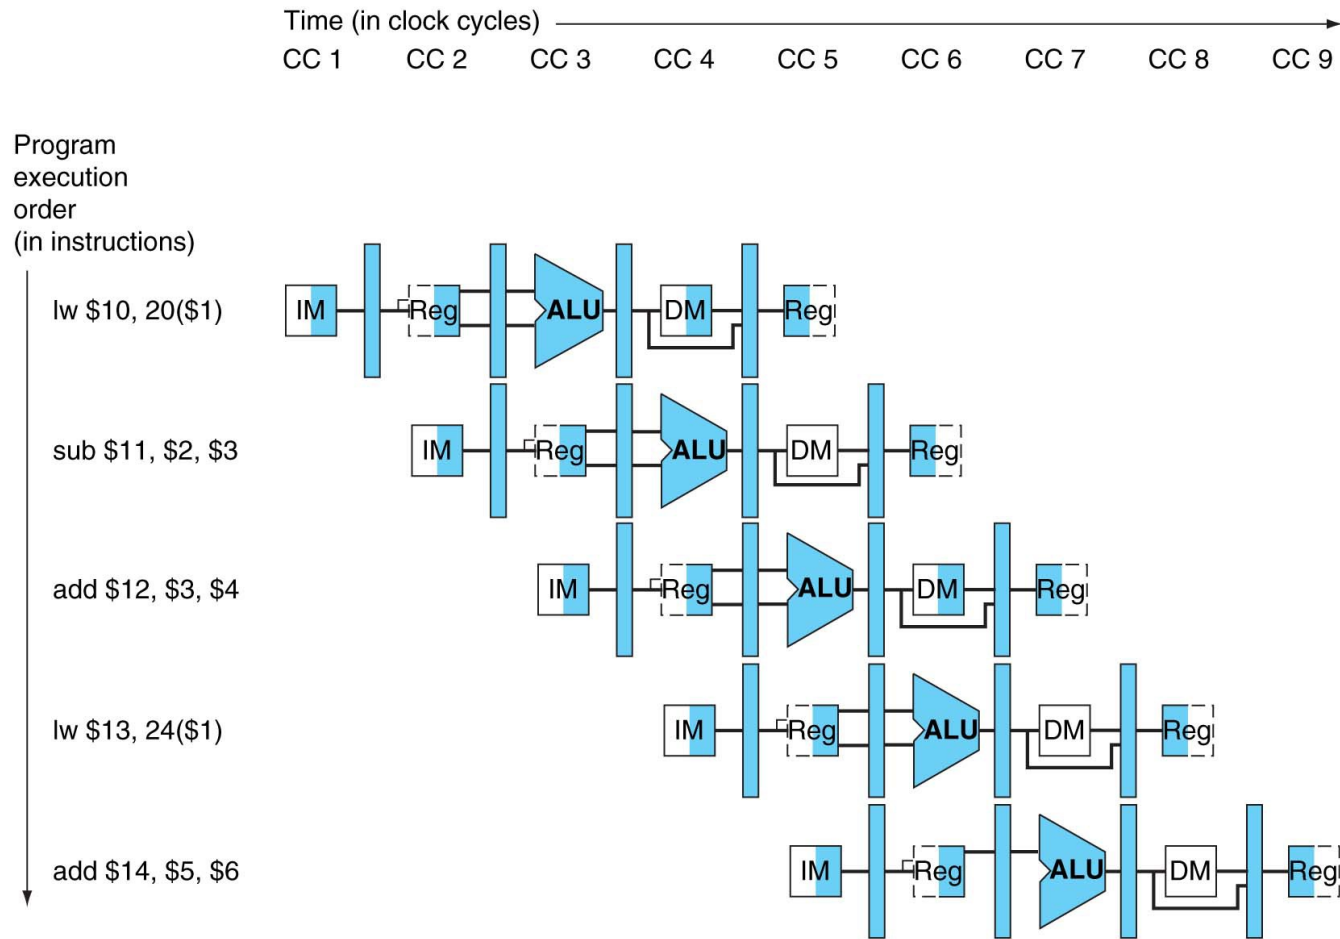 Time (in clock cycles)
CC 1 CC 2 CC 3 CC 4 CC 5 CC 6 CC 7 CC 8 CC 9
Program
execution
order
(in instructions)
lw $10, 20($1) IM Reg ALU DM Reg
sub $11, $2, $3 IM Reg ALU DM Reg
add $12, $3, $4 IM Reg ALU DM Reg
lw $13, 24($1) IM Reg ALU DM Reg
add $14, $5, $6 IM Reg ALU DM Reg